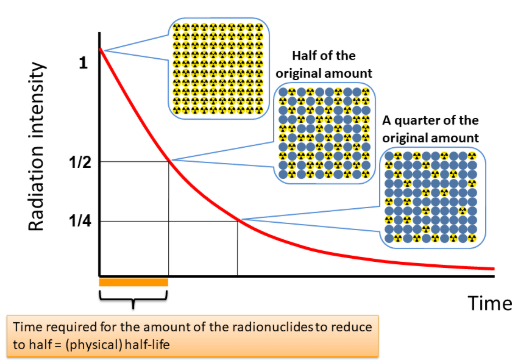 Half of the
original amount
A quarter of the
original amount
Radiation intensity
1
1/2
1/4
Time
Time required for the amount of the radionuclides to reduce
to half = (physical) half-life